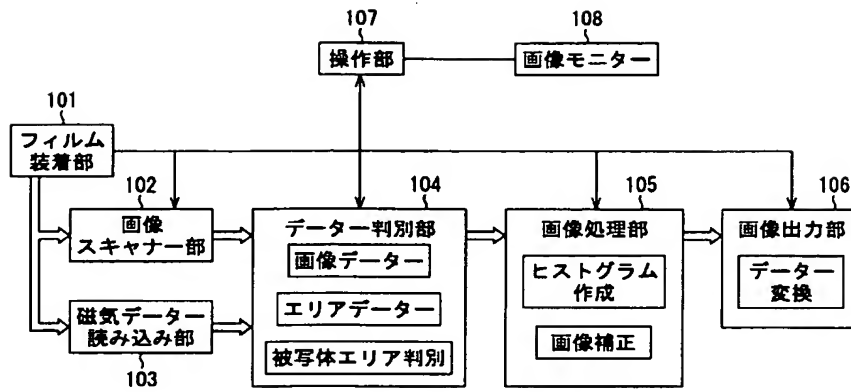 107
操作部
108
画像モニター
101
フィルム
装着部
102
画像
スキャナー部
103
磁気データー
読み込み部
104
データー判別部
画像データー
エリアデーター
被写体エリア判別
105
画像処理部
ヒストグラム
作成
画像補正
106
画像出力部
データー
変換